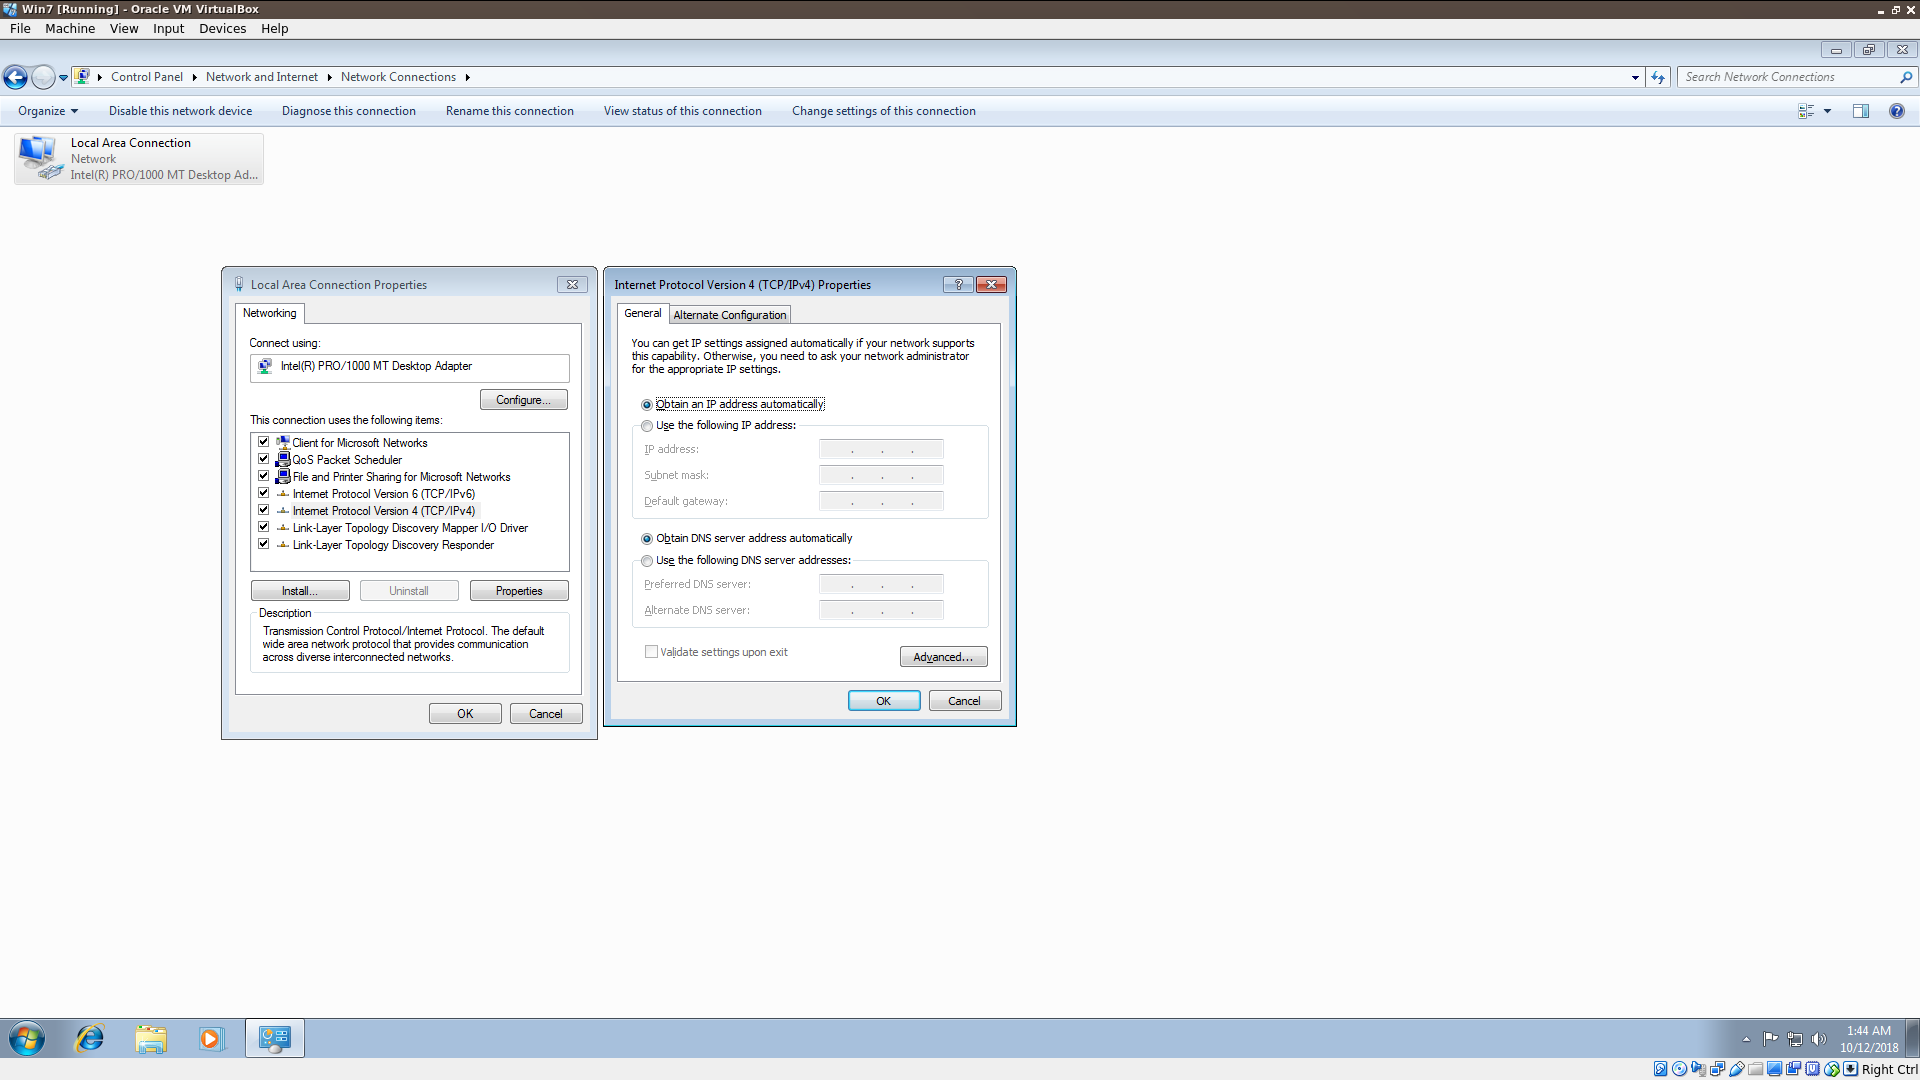 Win7 [Running] - Oracle VM VirtualBox
File Machine View Input Devices Help
Control Panel Network and Internet Network Connections
Search Network Connections
Organize Disable this network device Diagnose this connection Rename this connection View status of this connection Change settings of this connection
Local Area Connection
Network
Intel(R) PRO/1000 MT Desktop Ad...
Local Area Connection Properties
Networking
Connect using:
Intel(R) PRO/1000 MT Desktop Adapter
Configure...
This connection uses the following items:
Client for Microsoft Networks
QoS Packet Scheduler
File and Printer Sharing for Microsoft Networks
Internet Protocol Version 6 (TCP/IPv6)
Internet Protocol Version 4 (TCP/IPv4)
Link-Layer Topology Discovery Mapper I/O Driver
Link-Layer Topology Discovery Responder
Install... Uninstall Properties
Description
Transmission Control Protocol/Internet Protocol. The default
wide area network protocol that provides communication
across diverse interconnected networks.
OK Cancel
Internet Protocol Version 4 (TCP/IPv4) Properties
General Alternate Configuration
You can get IP settings assigned automatically if your network supports
this capability. Otherwise, you need to ask your network administrator
for the appropriate IP settings.
Obtain an IP address automatically
Use the following IP address:
IP address: . . .
Subnet mask: . . .
Default gateway: . . .
Obtain DNS server address automatically
Use the following DNS server addresses:
Preferred DNS server: . . .
Alternate DNS server: . . .
Validate settings upon exit
Advanced...
OK Cancel
1:44 AM
10/12/2018
Right Ctrl